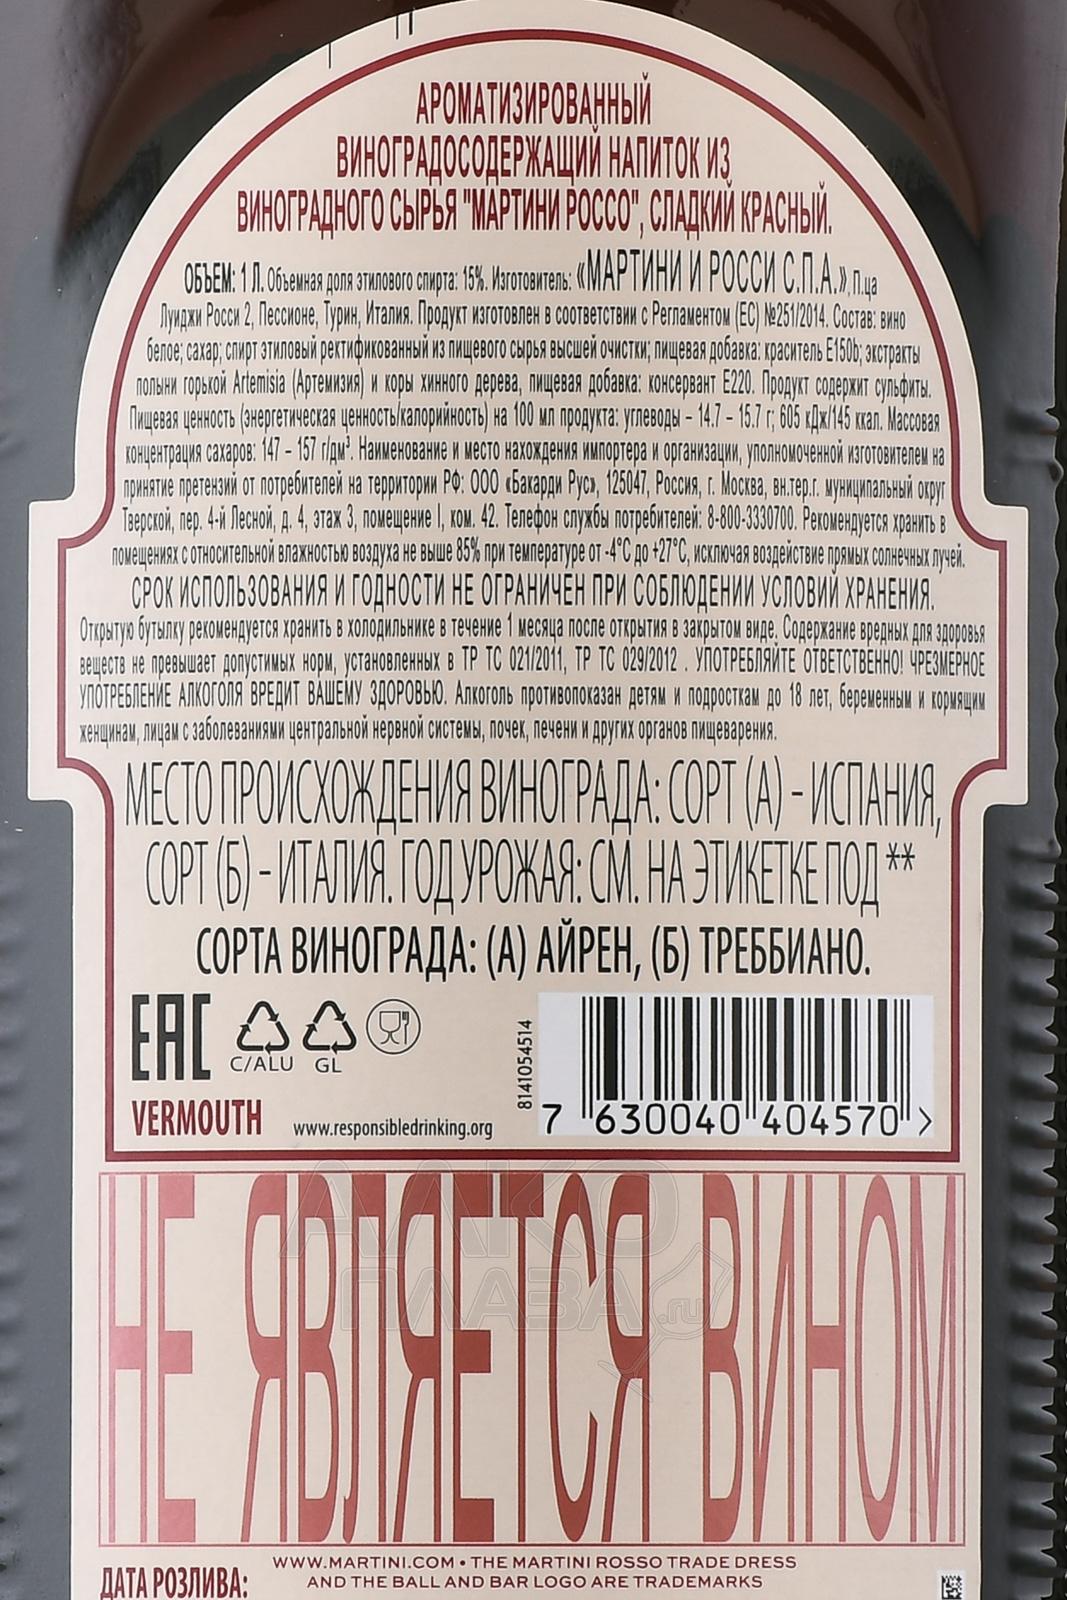 АРОМАТИЗИРОВАННЫЙ
ВИНОГРАДОСОДЕРЖАЩИЙ НАПИТОК ИЗ
ВИНОГРАДНОГО СЫРЬЯ "МАРТИНИ РОССО", СЛАДКИЙ КРАСНЫЙ.
ОБЪЕМ: 1 Л. Объемная доля этилового спирта: 15%. Изготовитель: «МАРТИНИ И РОССИ С.П.А.», П.ца
Луиджи Росси 2, Пессионе, Турин, Италия. Продукт изготовлен в соответствии с Регламентом (ЕС) №251/2014. Состав: вино
белое; сахар; спирт этиловый ректификованный из пищевого сырья высшей очистки; пищевая добавка: краситель Е150b; экстракты
полыни горькой Artemisia (Артемизия) и коры хинного дерева, пищевая добавка: консервант Е220. Продукт содержит сульфиты.
Пищевая ценность (энергетическая ценность/калорийность) на 100 мл продукта: углеводы – 14.7 – 15.7 г; 605 кДж/145 ккал. Массовая
концентрация сахаров: 147 – 157 г/дм³. Наименование и место нахождения импортера и организации, уполномоченной изготовителем на
принятие претензий от потребителей на территории РФ: ООО «Бакарди Рус», 125047, Россия, г. Москва, вн.тер.г. муниципальный округ
Тверской, пер. 4-й Лесной, д. 4, этаж 3, помещение I, ком. 42. Телефон службы потребителей: 8-800-3330700. Рекомендуется хранить в
помещениях с относительной влажностью воздуха не выше 85% при температуре от -4°С до +27°С, исключая воздействие прямых солнечных лучей.
СРОК ИСПОЛЬЗОВАНИЯ И ГОДНОСТИ НЕ ОГРАНИЧЕН ПРИ СОБЛЮДЕНИИ УСЛОВИЙ ХРАНЕНИЯ.
Открытую бутылку рекомендуется хранить в холодильнике в течение 1 месяца после открытия в закрытом виде. Содержание вредных для здоровья
веществ не превышает допустимых норм, установленных в ТР ТС 021/2011, ТР ТС 029/2012 . УПОТРЕБЛЯЙТЕ ОТВЕТСТВЕННО! ЧРЕЗМЕРНОЕ
УПОТРЕБЛЕНИЕ АЛКОГОЛЯ ВРЕДИТ ВАШЕМУ ЗДОРОВЬЮ. Алкоголь противопоказан детям и подросткам до 18 лет, беременным и кормящим
женщинам, лицам с заболеваниями центральной нервной системы, почек, печени и других органов пищеварения.
МЕСТО ПРОИСХОЖДЕНИЯ ВИНОГРАДА: СОРТ (А) – ИСПАНИЯ,
СОРТ (Б) – ИТАЛИЯ. ГОД УРОЖАЯ: СМ. НА ЭТИКЕТКЕ ПОД **
СОРТА ВИНОГРАДА: (А) АЙРЕН, (Б) ТРЕББИАНО.
EAC
C/ALU GL
8141054514
VERMOUTH
www.responsibledrinking.org
7 630040 404570 >
НЕ ЯВЛЯЕТСЯ ВИНОМ
АЛКО
ПЛАЗА.ru
WWW.MARTINI.COM • THE MARTINI ROSSO TRADE DRESS
AND THE BALL AND BAR LOGO ARE TRADEMARKS
ДАТА РОЗЛИВА: